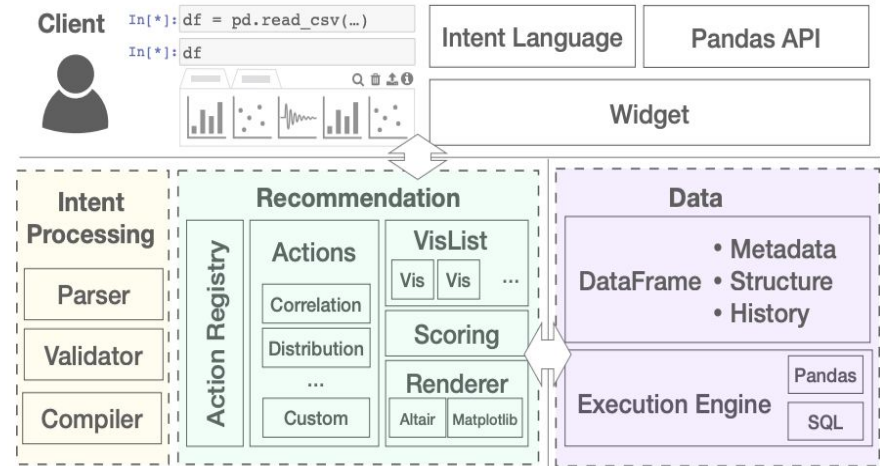 Client
In[*]: df = pd.read_csv(…)
In[*]: df
Intent Language
Pandas API
Widget
Intent
Processing
Parser
Validator
Compiler
Recommendation
Action Registry
Actions
Correlation
Distribution
...
Custom
VisList
Vis
Vis
...
Scoring
Renderer
Altair
Matplotlib
Data
DataFrame
• Metadata
• Structure
• History
Execution Engine
Pandas
SQL